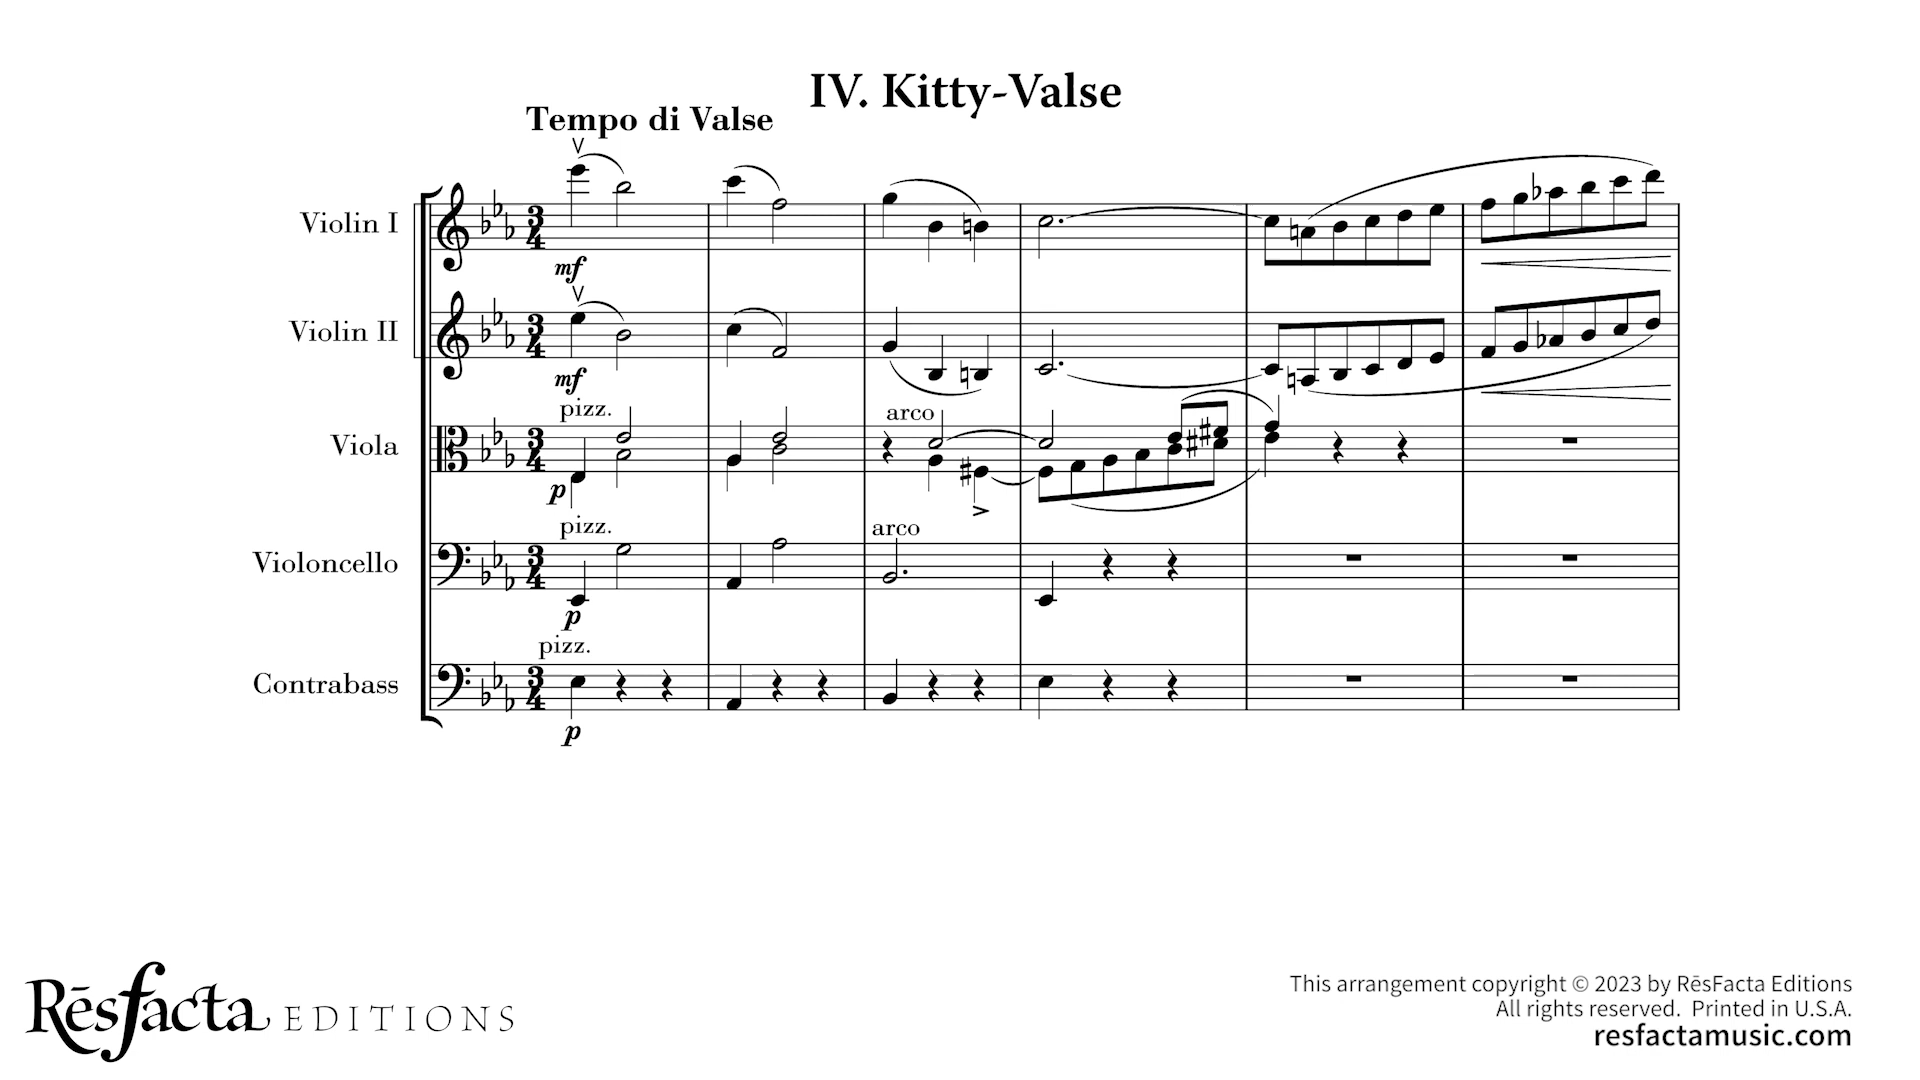 IV. Kitty-Valse
Tempo di Valse
Violin I
mf
Violin II
mf
pizz.
arco
Viola
p
pizz.
arco
Violoncello
p
pizz.
Contrabass
p
RēsFacta EDITIONS
This arrangement copyright © 2023 by RēsFacta Editions
All rights reserved. Printed in U.S.A.
resfactamusic.com